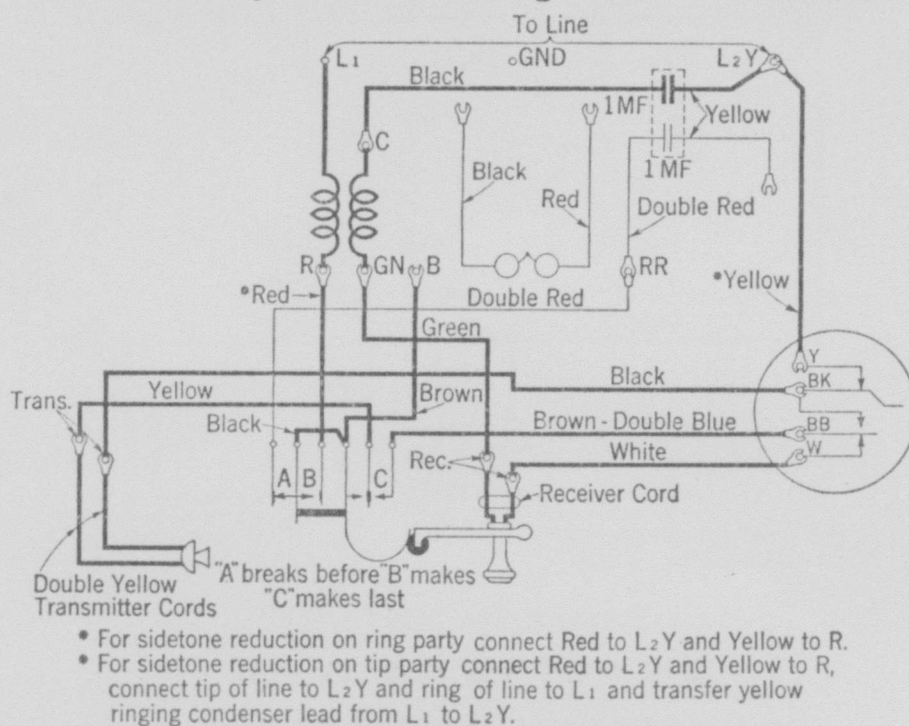 To Line
L1
GND
L2Y
Black
1MF
Yellow
C
1MF
Black
Red
Double Red
R
GN
B
RR
*Red
Double Red
*Yellow
Green
Y
Black
BK
Trans.
Yellow
Brown
Black
Brown - Double Blue
BB
White
W
A
B
C
Rec.
Receiver Cord
Double Yellow
Transmitter Cords
"A" breaks before "B" makes
"C" makes last
* For sidetone reduction on ring party connect Red to L2Y and Yellow to R.
* For sidetone reduction on tip party connect Red to L2Y and Yellow to R,
connect tip of line to L2Y and ring of line to L1 and transfer yellow
ringing condenser lead from L1 to L2Y.